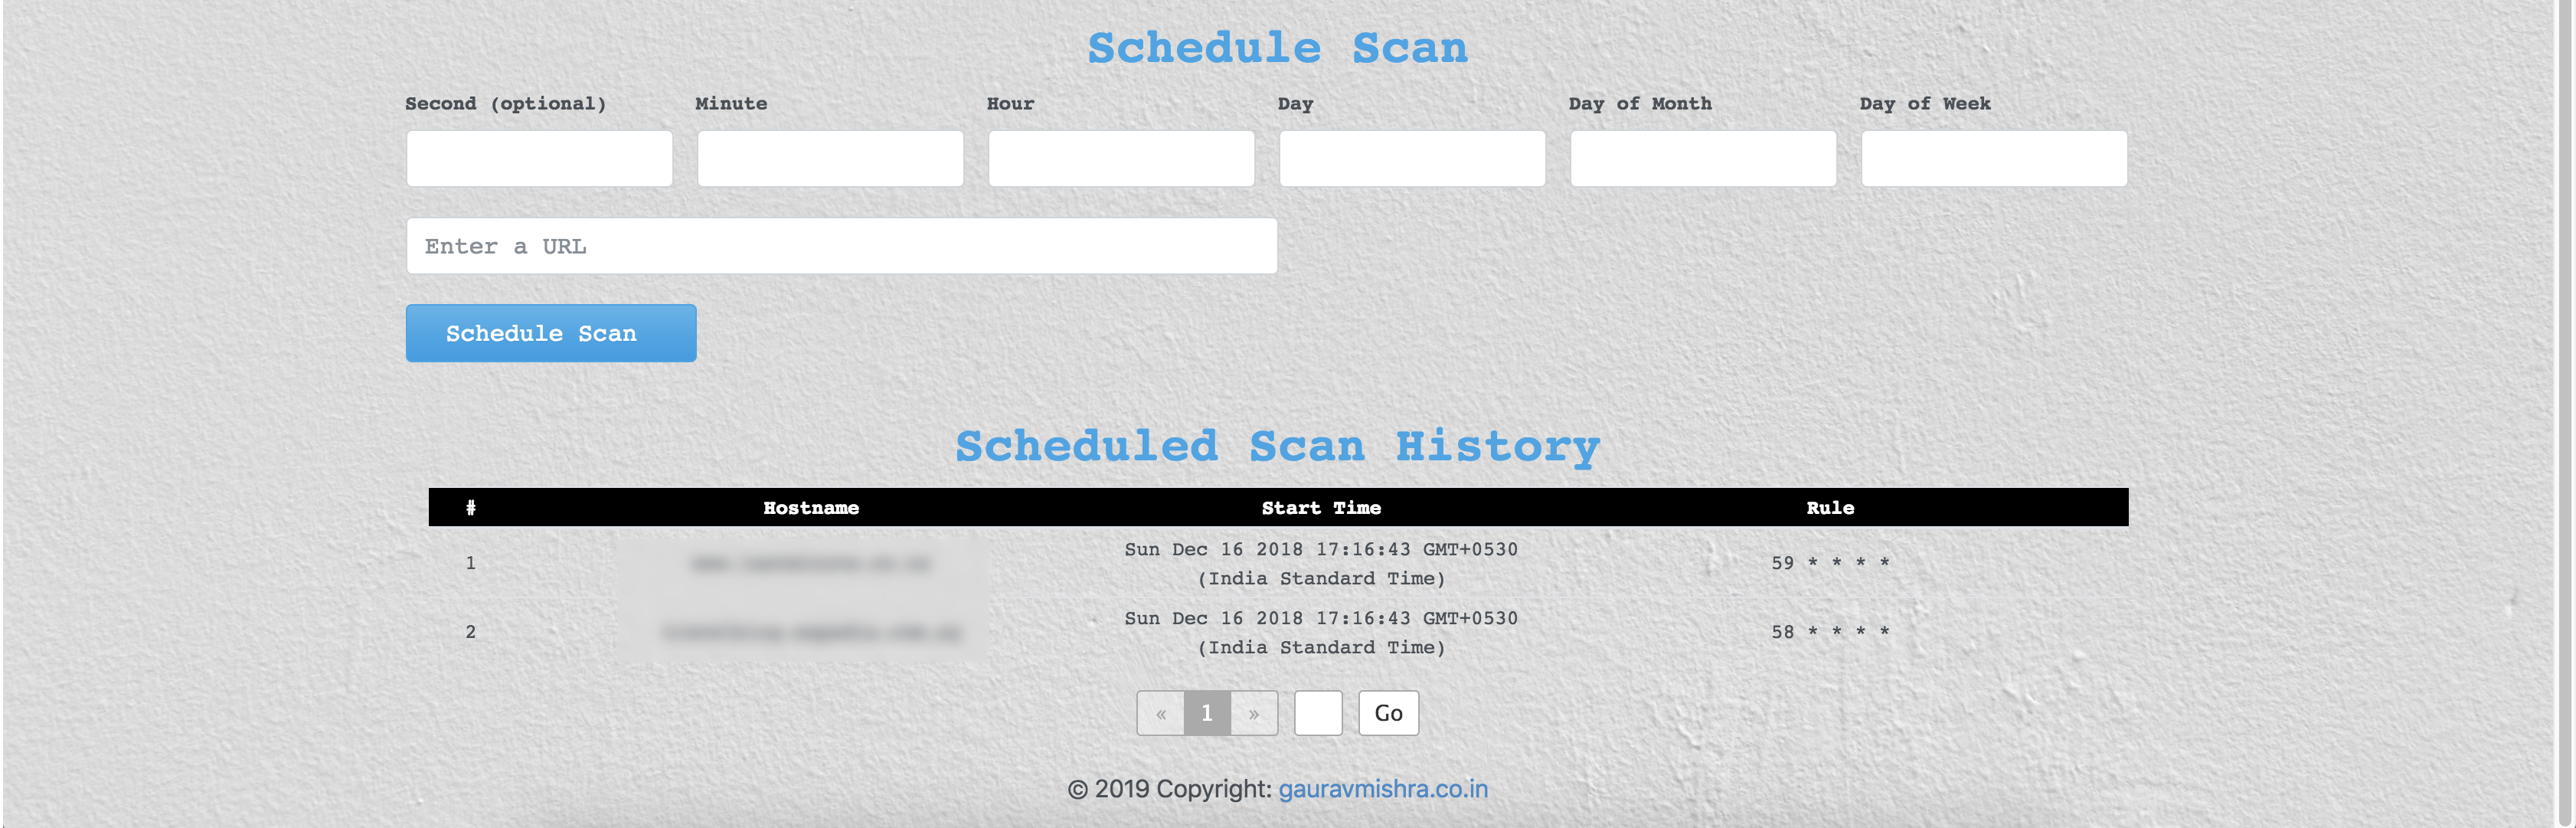 Schedule Scan
Second (optional) Minute Hour Day Day of Month Day of Week
Enter a URL
Schedule Scan
Scheduled Scan History
# Hostname Start Time Rule
1 Sun Dec 16 2018 17:16:43 GMT+0530 (India Standard Time) 59 * * * *
2 Sun Dec 16 2018 17:16:43 GMT+0530 (India Standard Time) 58 * * * *
« 1 » Go
© 2019 Copyright: gauravmishra.co.in